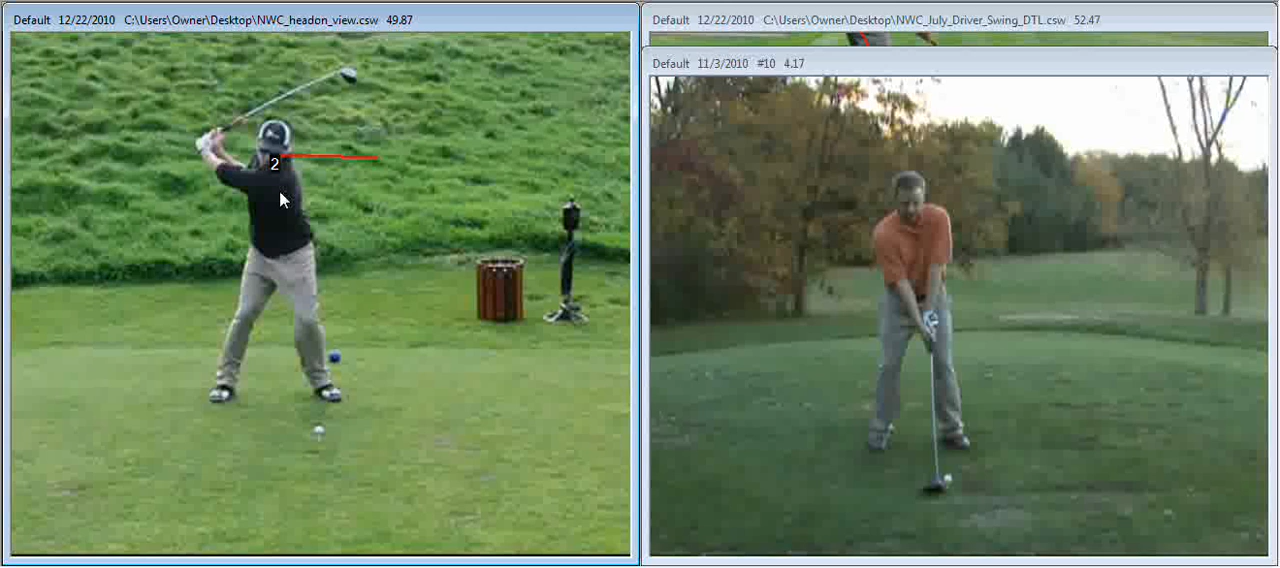 Default 12/22/2010 C:\Users\Owner\Desktop\NWC_headon_view.csw 49.87
Default 12/22/2010 C:\Users\Owner\Desktop\NWC_July_Driver_Swing_DTL.csw 52.47
Default 11/3/2010 #10 4.17
2